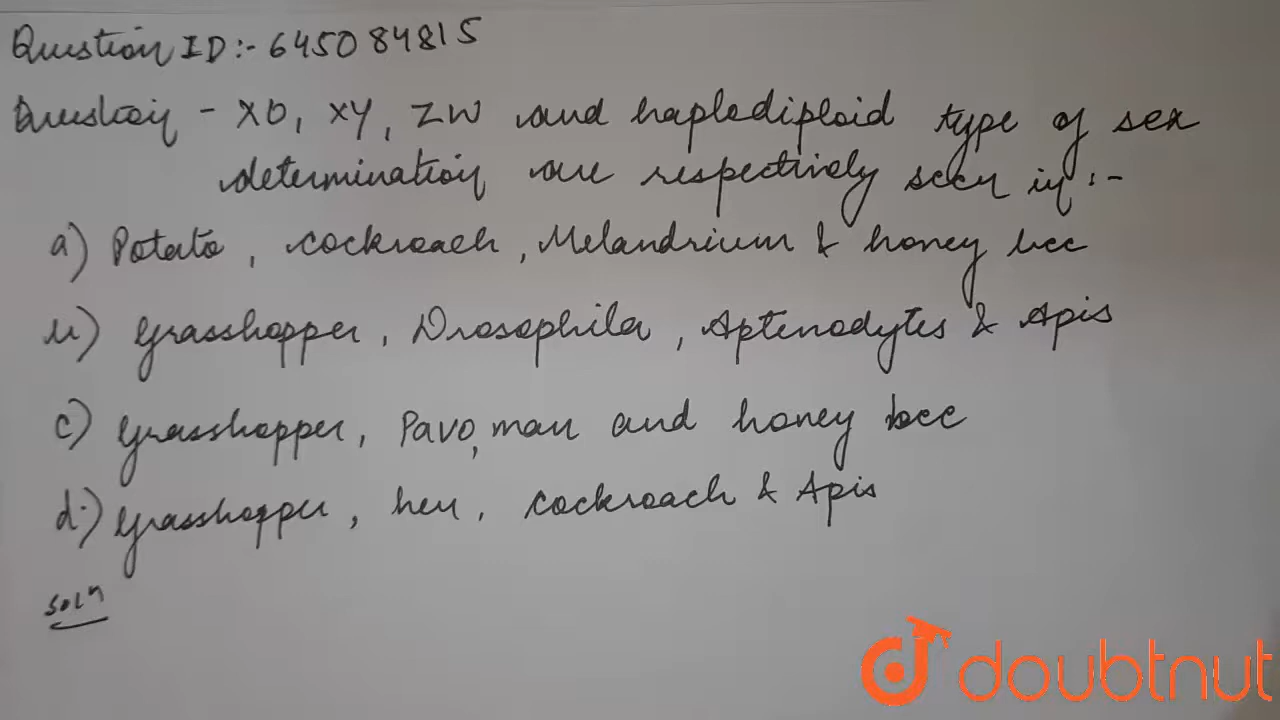 Question ID:- 645084815
Question - XO, XY, ZW and haplodiploid type of sex
determination are respectively seen in :-
a) Potato, cockroach, Melandrium & honey bee
b) Grasshopper, Drosophila, Aptenodytes & Apis
c) Grasshopper, Pavo, man and honey bee
d.) Grasshopper, hen, cockroach & Apis
Solⁿ
doubtnut